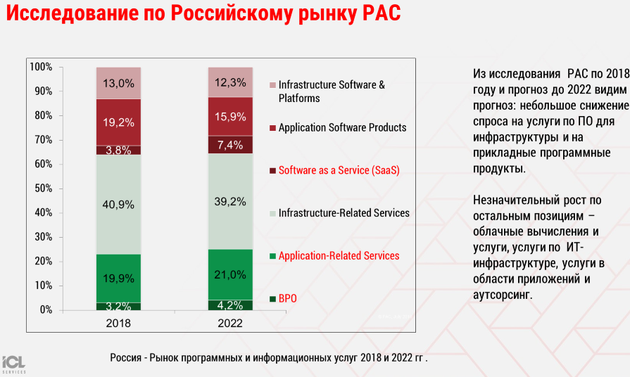 Исследование по Российскому рынку PAC
100%
90%
80%
70%
60%
50%
40%
30%
20%
10%
0%
13,0%
12,3%
19,2%
15,9%
3,8%
7,4%
40,9%
39,2%
19,9%
21,0%
3,2%
4,2%
2018
2022
Infrastructure Software &
Platforms
Application Software Products
Software as a Service (SaaS)
Infrastructure-Related Services
Application-Related Services
BPO
Из исследования PAC по 2018
году и прогноз до 2022 видим
прогноз: небольшое снижение
спроса на услуги по ПО для
инфраструктуры и на
прикладные программные
продукты.
Незначительный рост по
остальным позициям –
облачные вычисления и
услуги, услуги по ИТ-
инфраструктуре, услуги в
области приложений и
аутсорсинг.
Россия - Рынок программных и информационных услуг 2018 и 2022 гг .
ICL
SERVICES